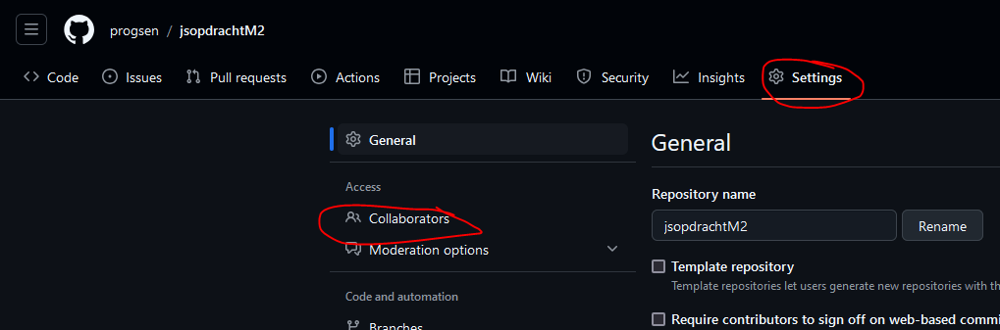 progsen / jsopdrachtM2
Code Issues Pull requests Actions Projects Wiki Security Insights Settings
General
Access
Collaborators
Moderation options
Code and automation
Branches
General
Repository name
jsopdrachtM2 Rename
Template repository
Template repositories let users generate new repositories with th
Require contributors to sign off on web-based commi